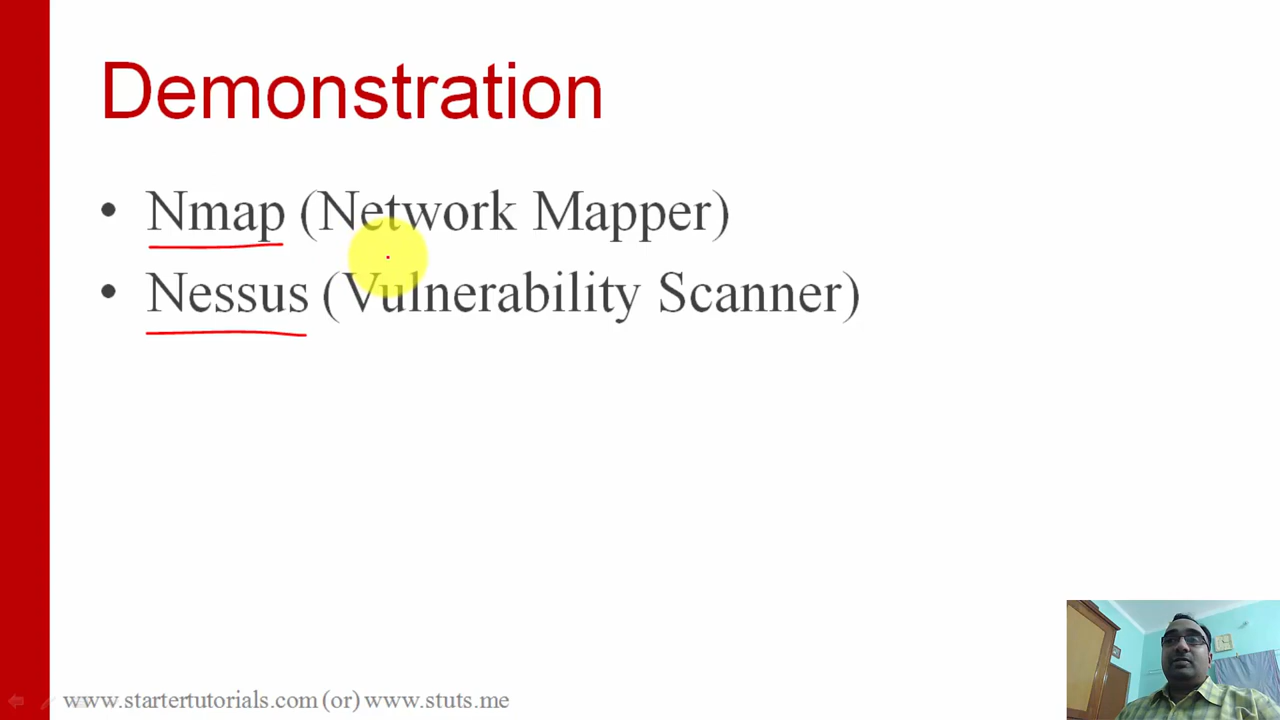 Demonstration
• Nmap (Network Mapper)
• Nessus (Vulnerability Scanner)
www.startertutorials.com (or) www.stuts.me